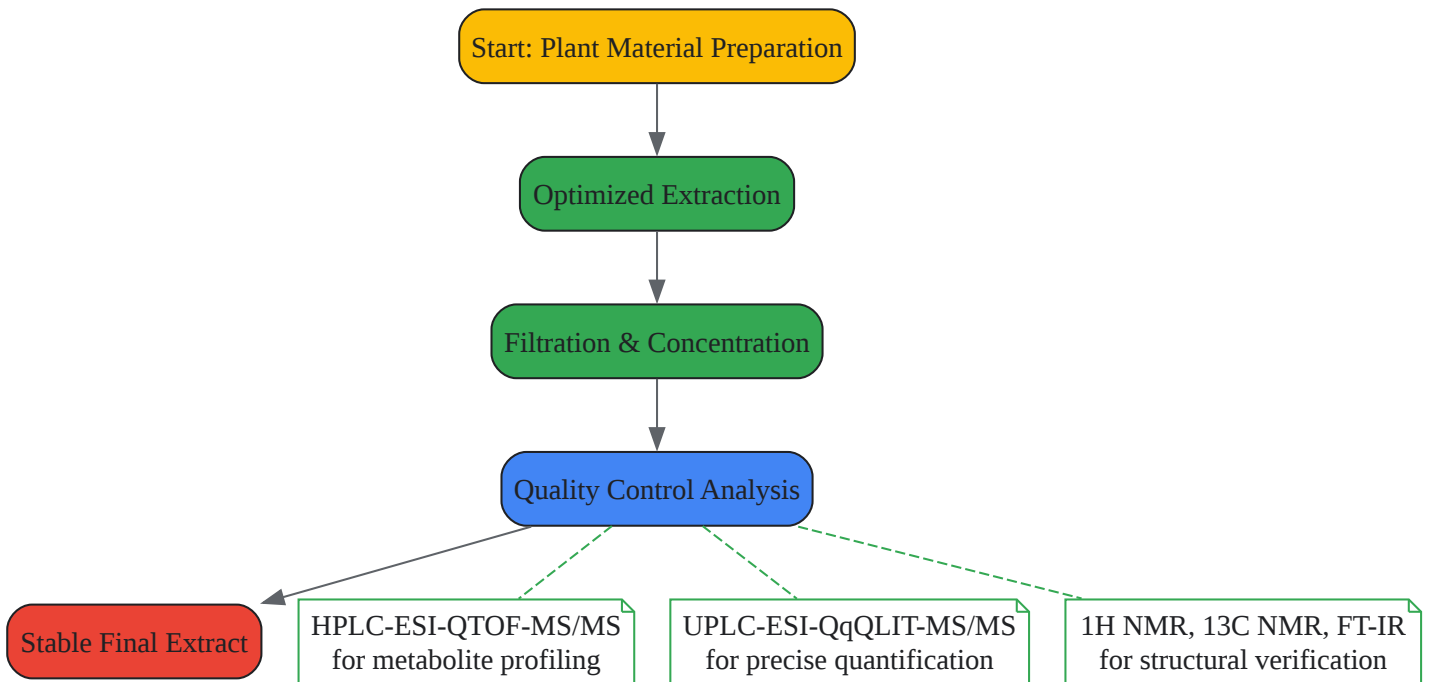 Start: Plant Material Preparation
Optimized Extraction
Filtration & Concentration
Quality Control Analysis
Stable Final Extract
HPLC-ESI-QTOF-MS/MS
for metabolite profiling
UPLC-ESI-QqQLIT-MS/MS
for precise quantification
1H NMR, 13C NMR, FT-IR
for structural verification